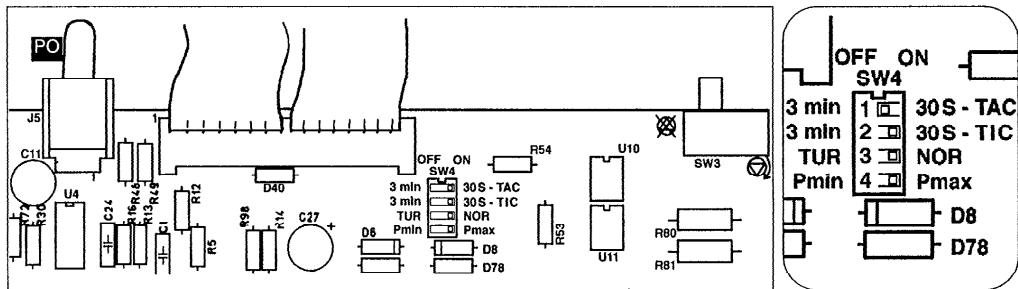 PO
J5
1
C11
1
U4
R72
R30
C24
R16
R46
R13
R49
C1
R12
R5
D40
R98
R14
C27
+
D6
OFF ON
SW4
3 min 30S - TAC
3 min 30S - TIC
TUR NOR
Pmin Pmax
D8
D78
R54
R53
U10
U11
SW3
R80
R81
OFF ON
SW4
3 min 1 30S - TAC
3 min 2 30S - TIC
TUR 3 NOR
Pmin 4 Pmax
D8
D78